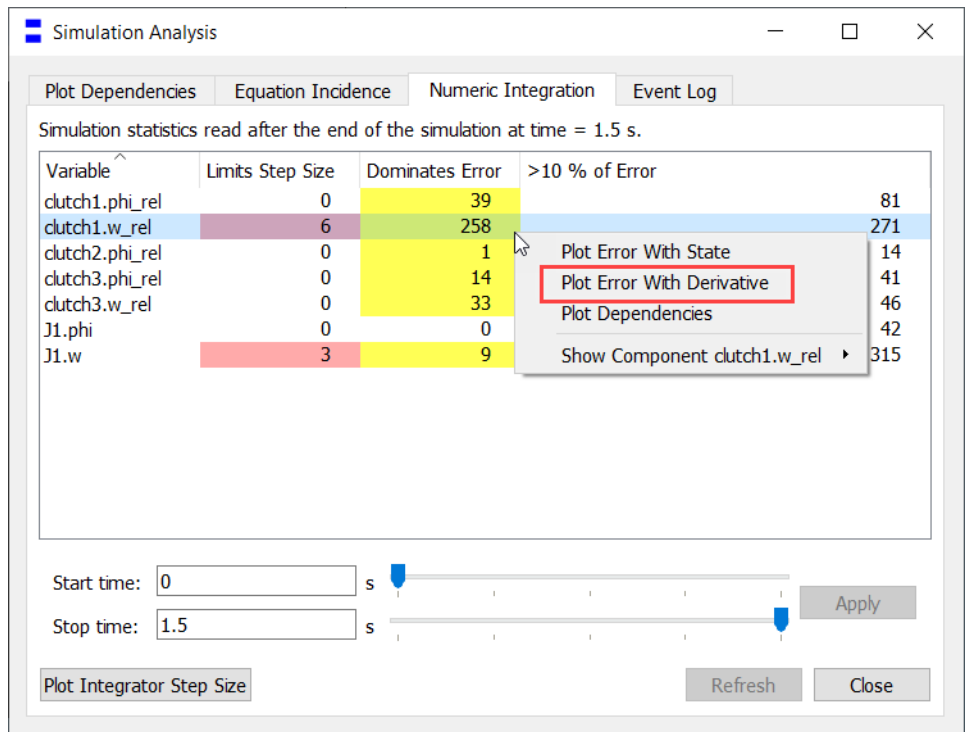 Simulation Analysis
Plot Dependencies Equation Incidence Numeric Integration Event Log
Simulation statistics read after the end of the simulation at time = 1.5 s.
Variable Limits Step Size Dominates Error >10 % of Error
clutch1.phi_rel 0 39 81
clutch1.w_rel 6 258 271
clutch2.phi_rel 0 1 14
clutch3.phi_rel 0 14 41
clutch3.w_rel 0 33 46
J1.phi 0 0 42
J1.w 3 9 315
Plot Error With State
Plot Error With Derivative
Plot Dependencies
Show Component clutch1.w_rel
Start time: 0 s
Apply
Stop time: 1.5 s
Plot Integrator Step Size Refresh Close